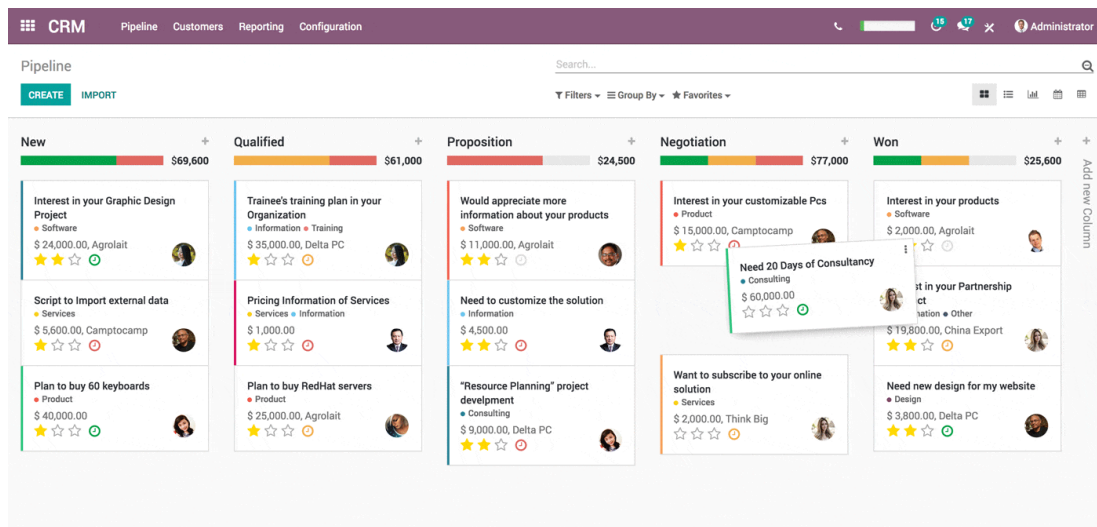 CRM Pipeline Customers Reporting Configuration 15 17 Administrator
Pipeline
Search...
CREATE IMPORT
Filters Group By Favorites
New
$69,600
Interest in your Graphic Design
Project
Software
$ 24,000.00, Agrolait
Script to Import external data
Services
$ 5,600.00, Camptocamp
Plan to buy 60 keyboards
Product
$ 40,000.00
Qualified
$61,000
Trainee's training plan in your
Organization
Information Training
$ 35,000.00, Delta PC
Pricing Information of Services
Services Information
$ 1,000.00
Plan to buy RedHat servers
Product
$ 25,000.00, Agrolait
Proposition
$24,500
Would appreciate more
information about your products
Software
$ 11,000.00, Agrolait
Need to customize the solution
Information
$ 4,500.00
“Resource Planning” project
develpment
Consulting
$ 9,000.00, Delta PC
Negotiation
$77,000
Interest in your customizable Pcs
Product
$ 15,000.00, Camptocamp
Need 20 Days of Consultancy
Consulting
$ 60,000.00
Want to subscribe to your online
solution
Services
$ 2,000.00, Think Big
Won
$25,600
Interest in your products
Software
$ 2,000.00, Agrolait
in your Partnership
Other
$ 19,800.00, China Export
Need new design for my website
Design
$ 3,800.00, Delta PC
Add new Column